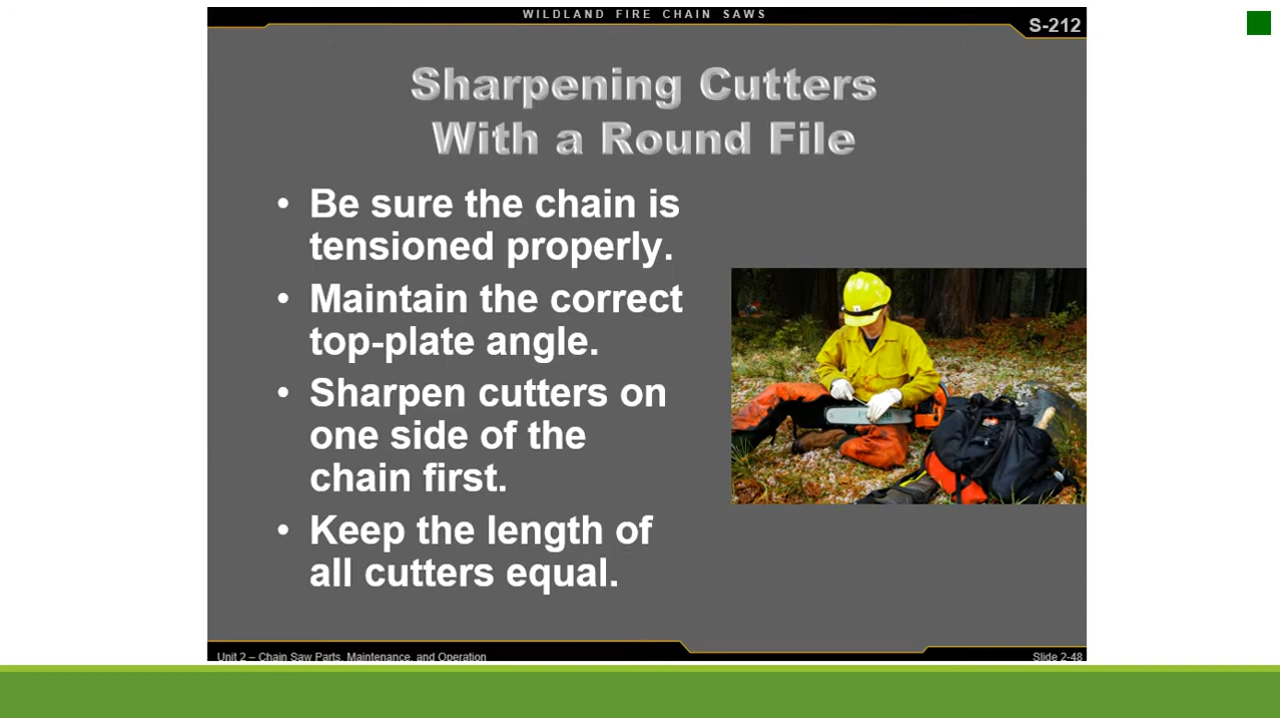 WILDLAND FIRE CHAIN SAWS
S-212
Sharpening Cutters
With a Round File
• Be sure the chain is
tensioned properly.
• Maintain the correct
top-plate angle.
• Sharpen cutters on
one side of the
chain first.
• Keep the length of
all cutters equal.
Unit 2 – Chain Saw Parts, Maintenance, and Operation
Slide 2-48